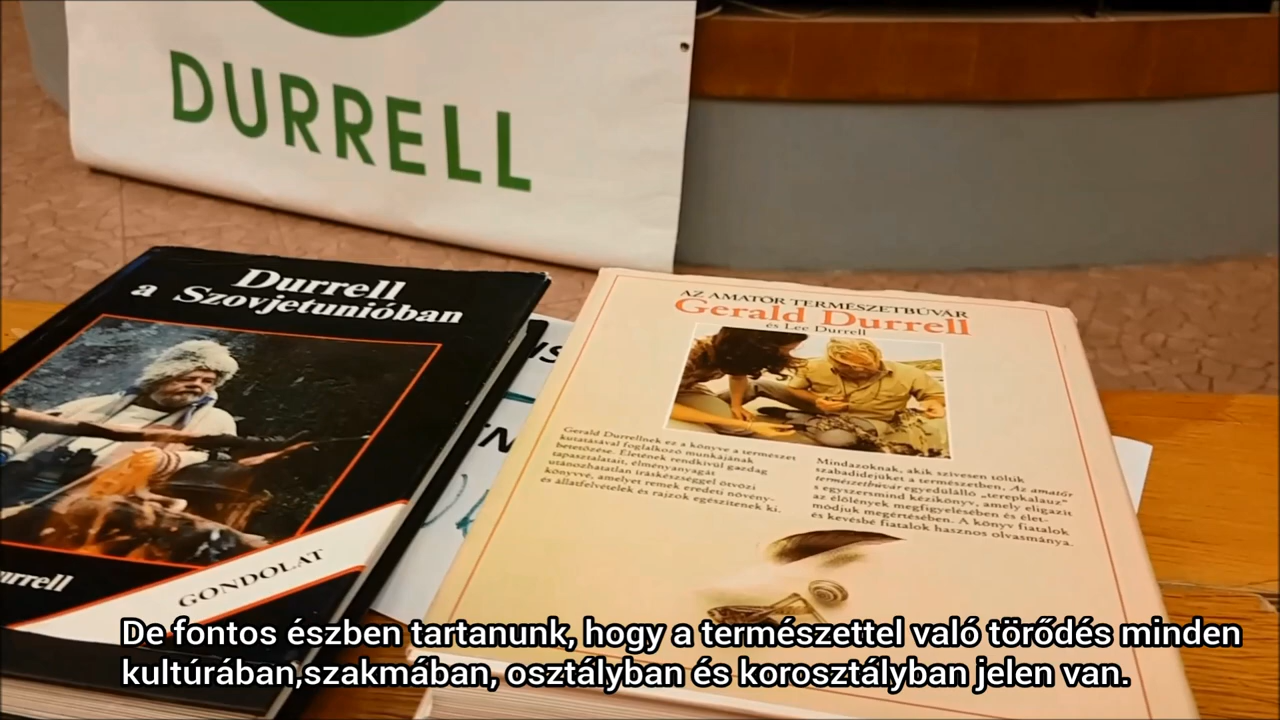 DURRELL
Durrell
a Szovjetunióban
GONDOLAT
AZ AMATŐR TERMÉSZETBÚVÁR
Gerald Durrell
és Lee Durrell
Gerald Durrellnek ez a könyve a természet
kutatásával foglalkozó munkájának
betetőzése. Életének rendkívül gazdag
tapasztalatait, élményanyagát
utánozhatatlan íráskészséggel ötvözi
könyvvé, amelyet remek eredeti növény-
és állatfelvételek és rajzok egészítenek ki.
Mindazoknak, akik szívesen töltik
szabadidejüket a természetben, Az amatőr
természetbúvár egyedülálló „terepkalauz"
s egyszersmind kézikönyv, amely eligazít
az élőlények megfigyelésében és élet-
módjuk megértésében. A könyv fiatalok
és kevésbé fiatalok hasznos olvasmánya.
De fontos észben tartanunk, hogy a természettel való törődés minden
kultúrában,szakmában, osztályban és korosztályban jelen van.